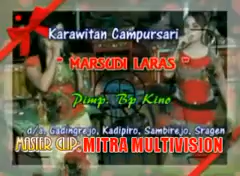 Karawitan Campursari
" MARSUDI LARAS "
Pimp. Bp Kino
d/a. Gadingrejo, Kadipiro, Sambirejo, Sragen
MASTER CLIP: MITRA MULTIVISION